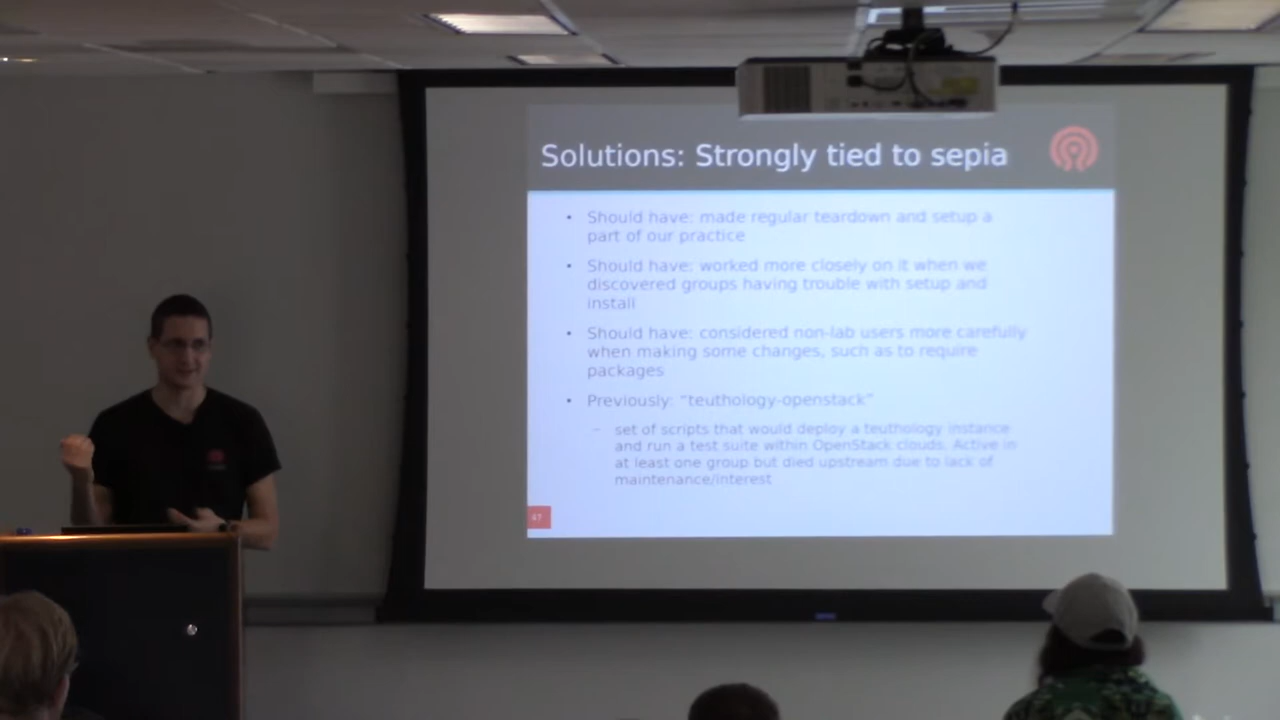 Solutions: Strongly tied to sepia
• Should have: made regular teardown and setup a
part of our practice
• Should have: worked more closely on it when we
discovered groups having trouble with setup and
install
• Should have: considered non-lab users more carefully
when making some changes, such as to require
packages
• Previously: “teuthology-openstack”
– set of scripts that would deploy a teuthology instance
and run a test suite within OpenStack clouds. Active in
at least one group but died upstream due to lack of
maintenance/interest
47